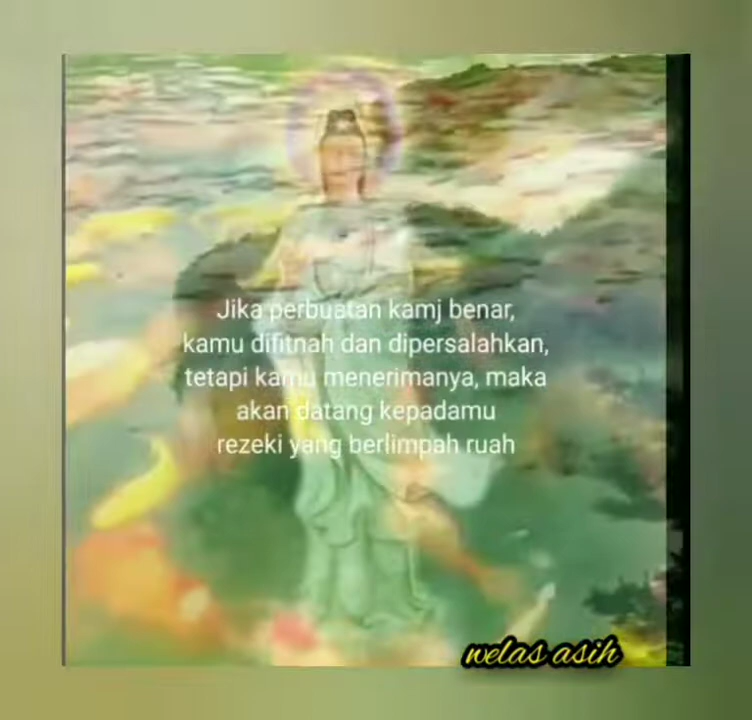 Jika perbuatan kamj benar,
kamu difitnah dan dipersalahkan,
tetapi kamu menerimanya, maka
akan datang kepadamu
rezeki yang berlimpah ruah
welas asih